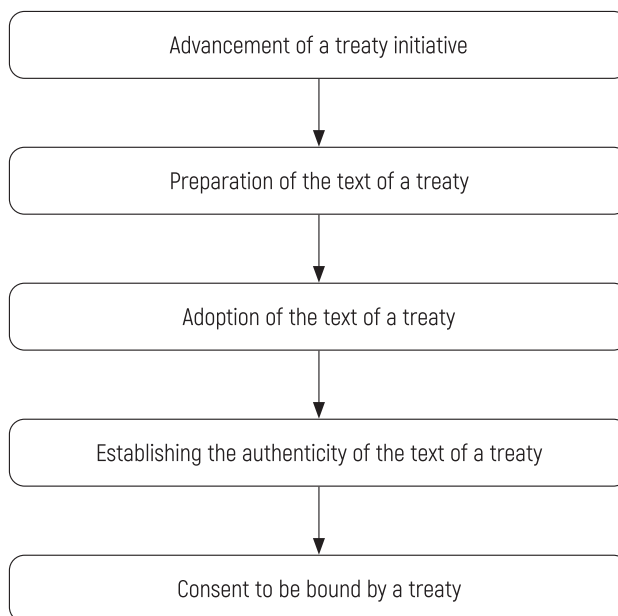 Advancement of a treaty initiative
Preparation of the text of a treaty
Adoption of the text of a treaty
Establishing the authenticity of the text of a treaty
Consent to be bound by a treaty